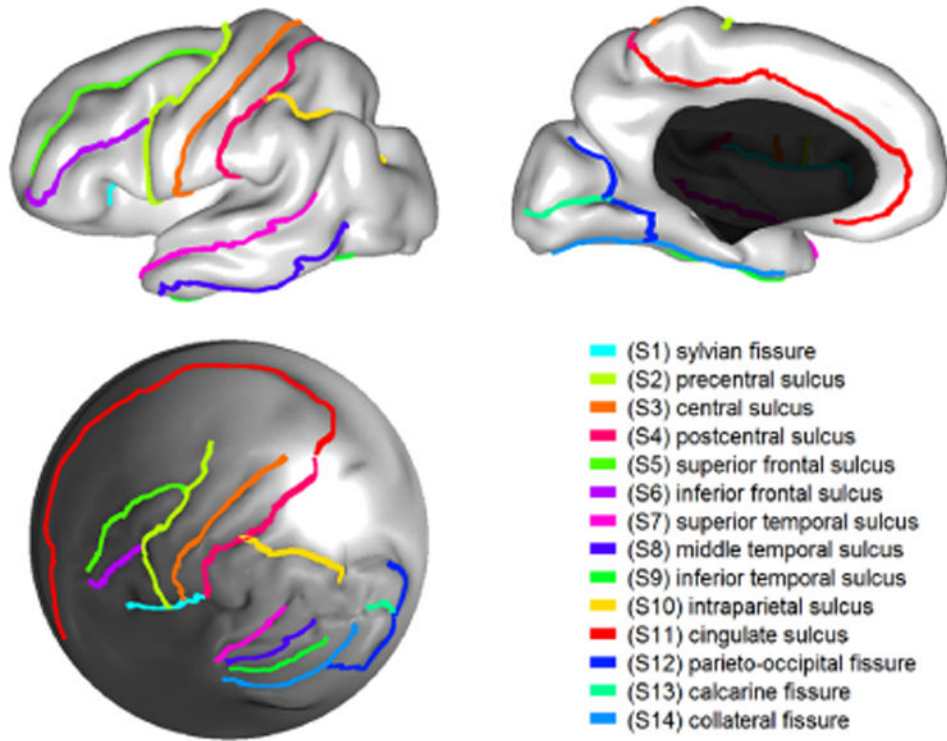 (S1) sylvian fissure
(S2) precentral sulcus
(S3) central sulcus
(S4) postcentral sulcus
(S5) superior frontal sulcus
(S6) inferior frontal sulcus
(S7) superior temporal sulcus
(S8) middle temporal sulcus
(S9) inferior temporal sulcus
(S10) intraparietal sulcus
(S11) cingulate sulcus
(S12) parieto-occipital fissure
(S13) calcarine fissure
(S14) collateral fissure